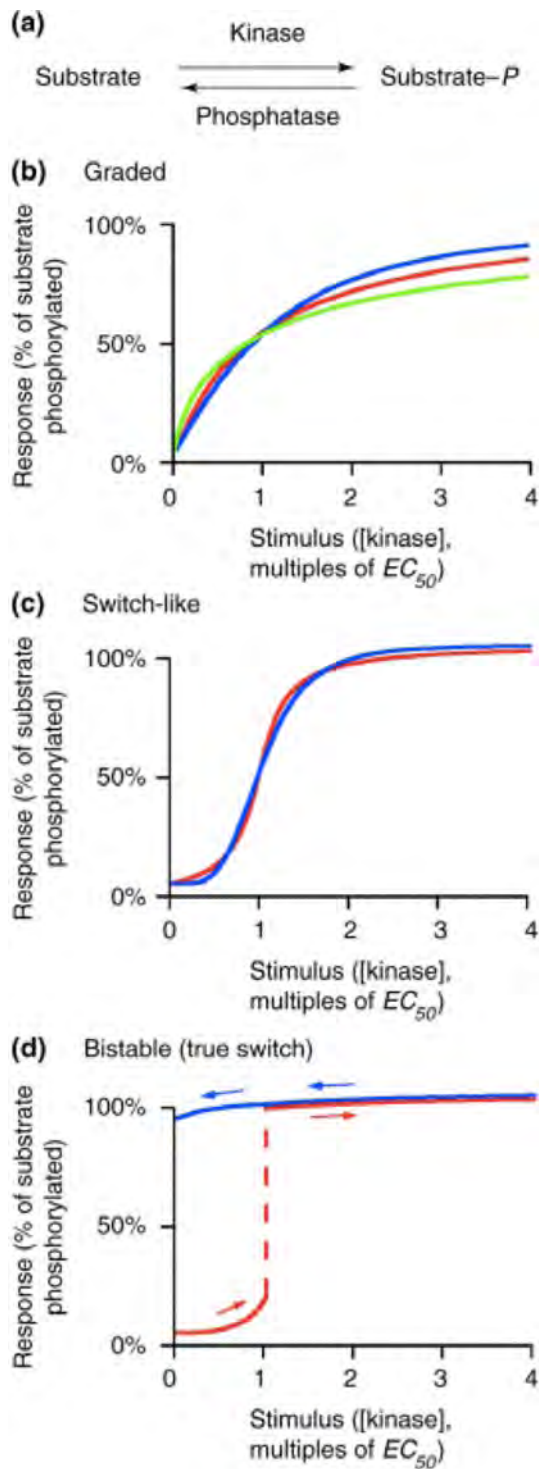 (a)
Kinase
Substrate Substrate–P
Phosphatase
(b) Graded
Response (% of substrate
phosphorylated)
100%
50%
0%
0 1 2 3 4
Stimulus ([kinase],
multiples of EC50)
(c) Switch-like
Response (% of substrate
phosphorylated)
100%
50%
0%
0 1 2 3 4
Stimulus ([kinase],
multiples of EC50)
(d) Bistable (true switch)
Response (% of substrate
phosphorylated)
100%
50%
0%
0 1 2 3 4
Stimulus ([kinase],
multiples of EC50)